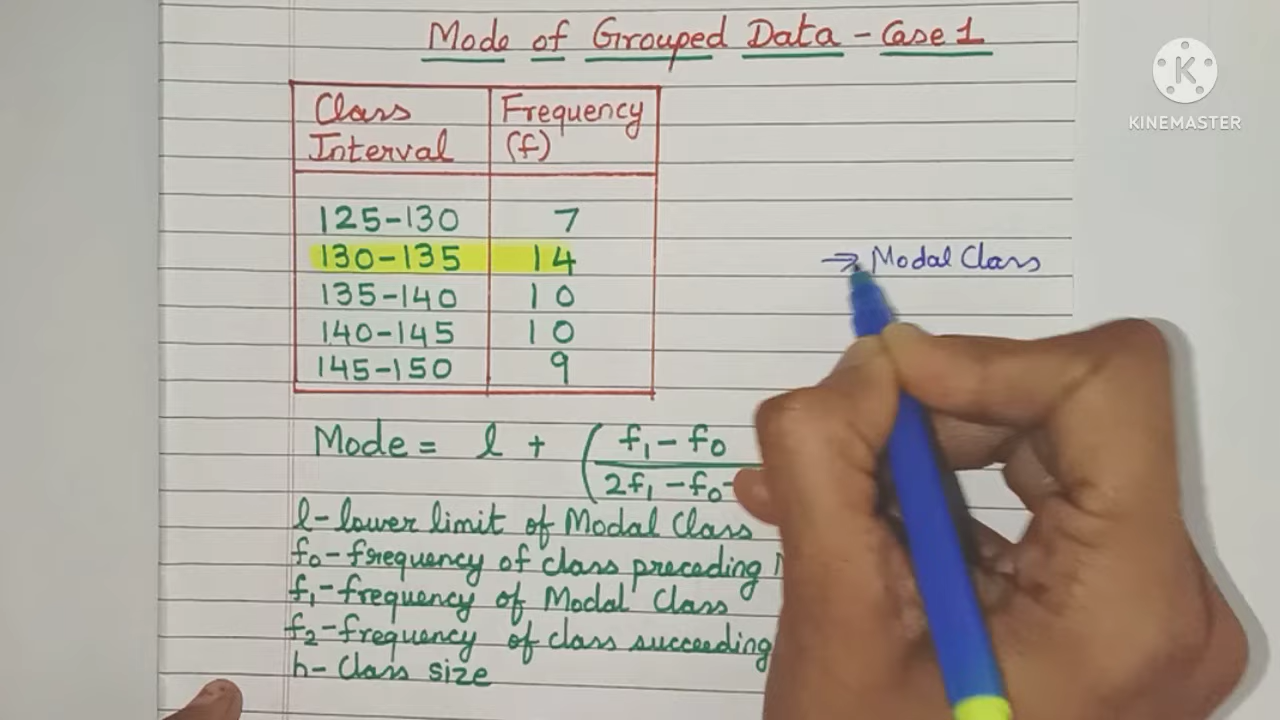 Mode of Grouped Data - Case 1
KINEMASTER
Class Interval Frequency (f)
125-130 7
130-135 14 → Modal Class
135-140 10
140-145 10
145-150 9
Mode = l + ( f₁ - f₀ / 2f₁ - f₀ -
l - lower limit of Modal Class
f₀ - frequency of class preceding
f₁ - frequency of Modal Class
f₂ - frequency of class succeeding
h - Class size